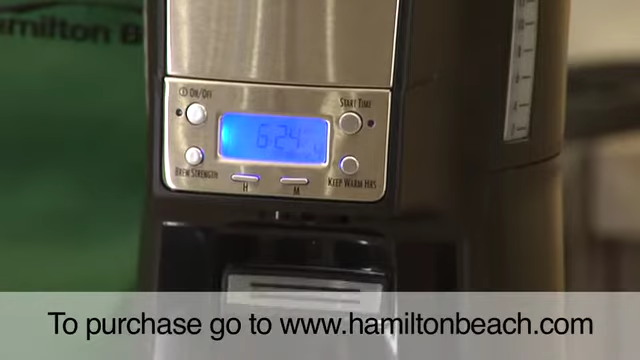 amilton B
ON/OFF
START TIME
6:24
BREW STRENGTH
KEEP WARM HRS
H
M
To purchase go to www.hamiltonbeach.com